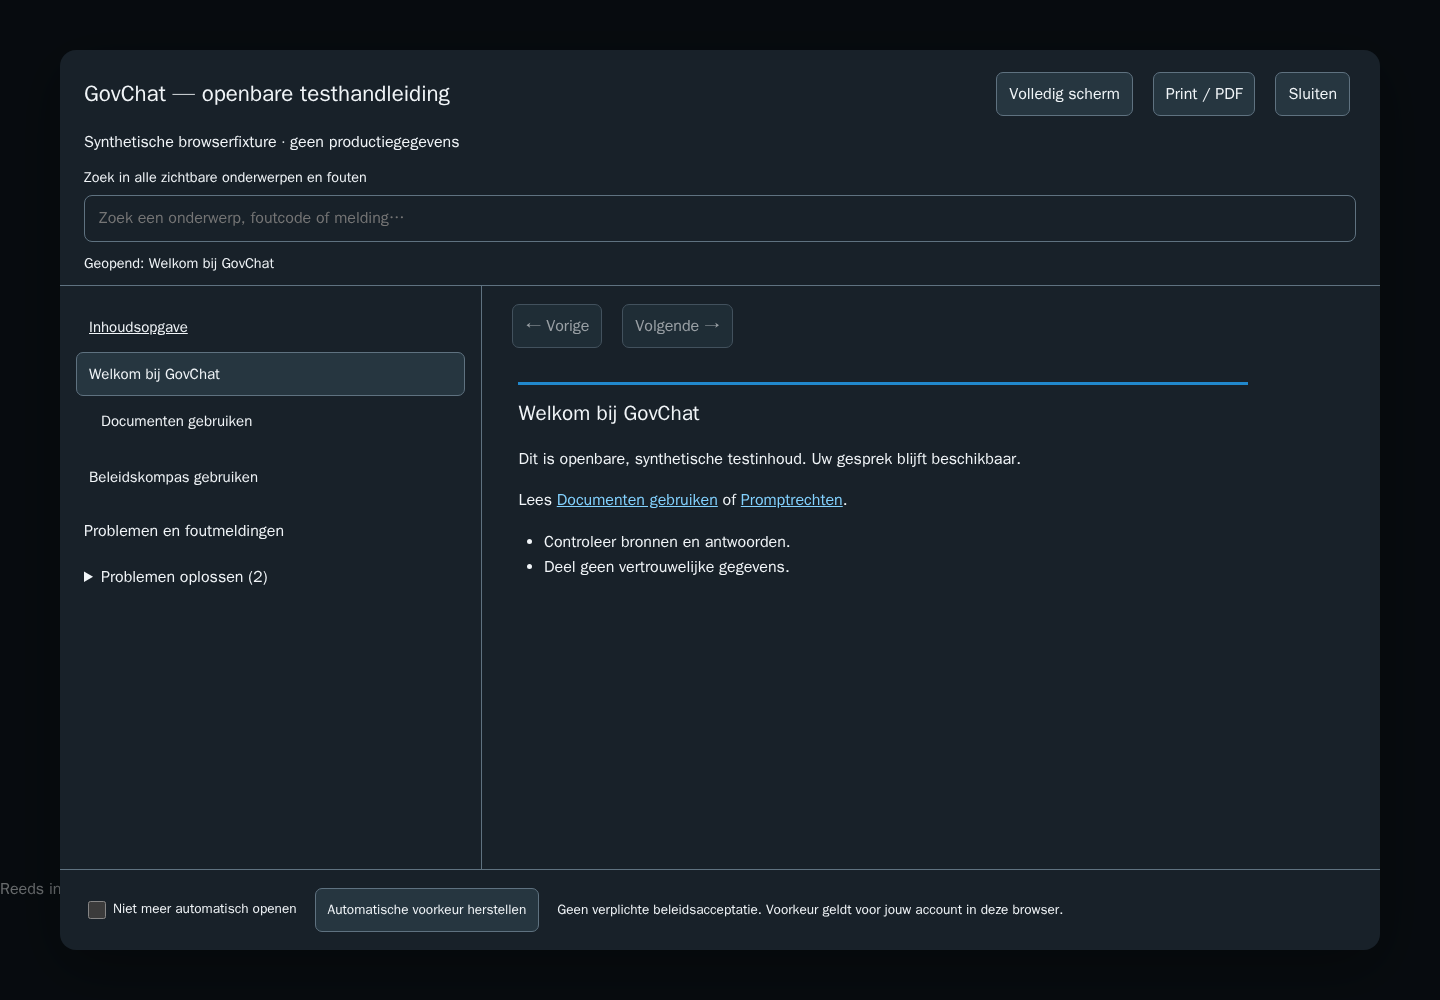 GovChat — openbare testhandleiding
Volledig scherm
Print / PDF
Sluiten
Synthetische browserfixture · geen productiegegevens
Zoek in alle zichtbare onderwerpen en fouten
Zoek een onderwerp, foutcode of melding…
Geopend: Welkom bij GovChat
Inhoudsopgave
Welkom bij GovChat
Documenten gebruiken
Beleidskompas gebruiken
Problemen en foutmeldingen
▶ Problemen oplossen (2)
← Vorige
Volgende →
Welkom bij GovChat
Dit is openbare, synthetische testinhoud. Uw gesprek blijft beschikbaar.
Lees Documenten gebruiken of Promptrechten.
• Controleer bronnen en antwoorden.
• Deel geen vertrouwelijke gegevens.
Reeds in
Niet meer automatisch openen
Automatische voorkeur herstellen
Geen verplichte beleidsacceptatie. Voorkeur geldt voor jouw account in deze browser.